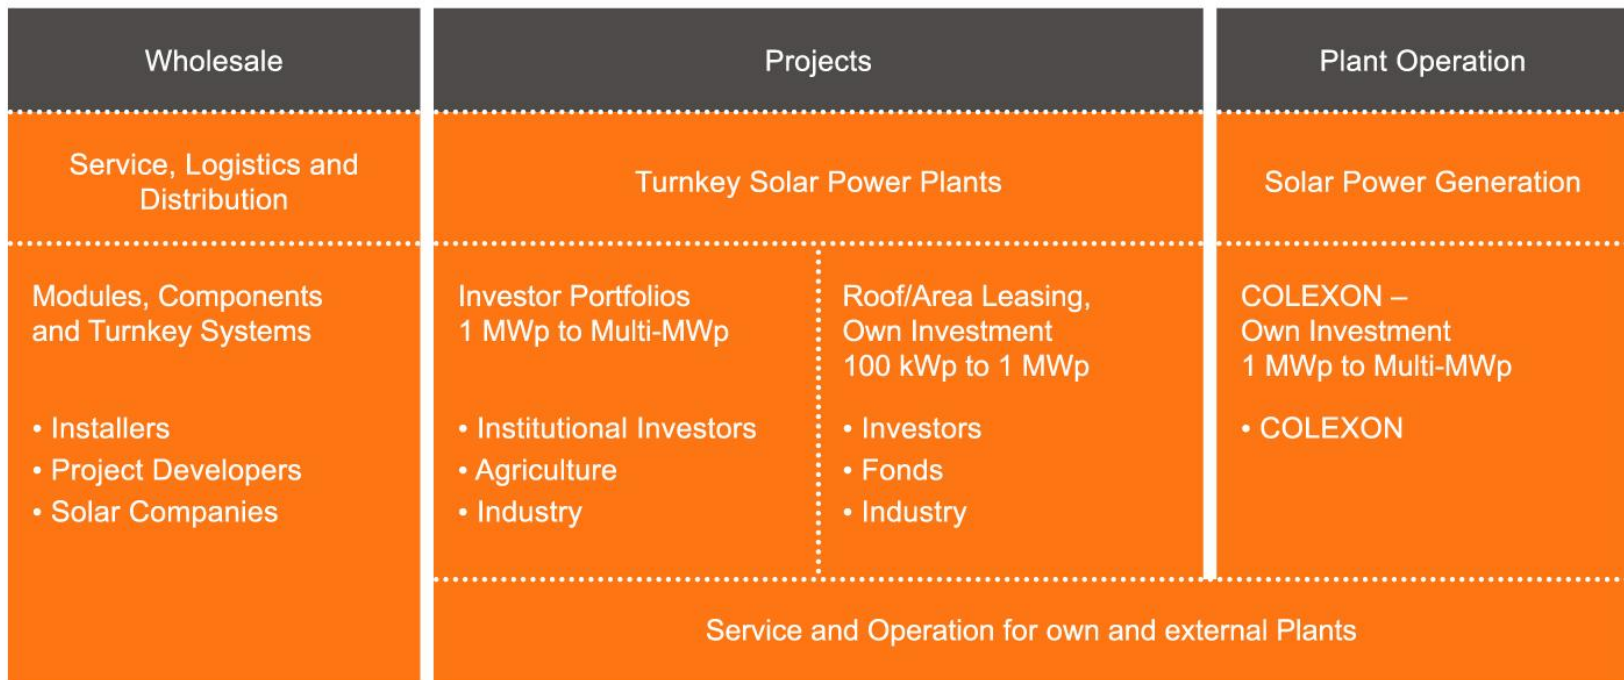 Wholesale
Projects
Plant Operation
Service, Logistics and
Distribution
Turnkey Solar Power Plants
Solar Power Generation
Modules, Components
and Turnkey Systems
• Installers
• Project Developers
• Solar Companies
Investor Portfolios
1 MWp to Multi-MWp
• Institutional Investors
• Agriculture
• Industry
Roof/Area Leasing,
Own Investment
100 kWp to 1 MWp
• Investors
• Fonds
• Industry
COLEXON –
Own Investment
1 MWp to Multi-MWp
• COLEXON
Service and Operation for own and external Plants